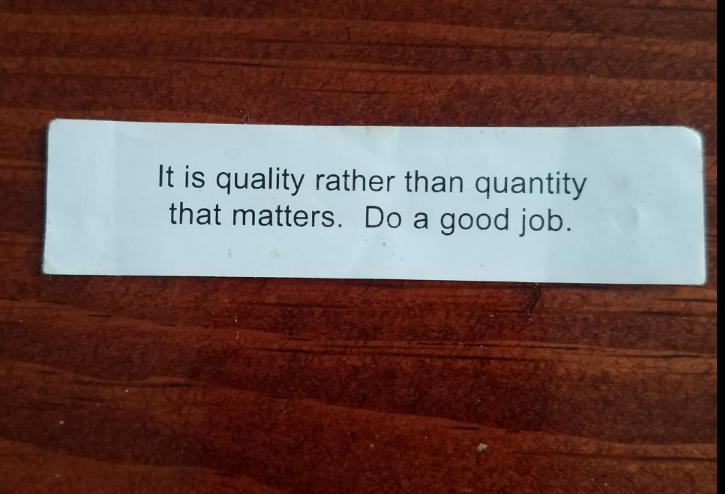 It is quality rather than quantity
that matters.  Do a good job.